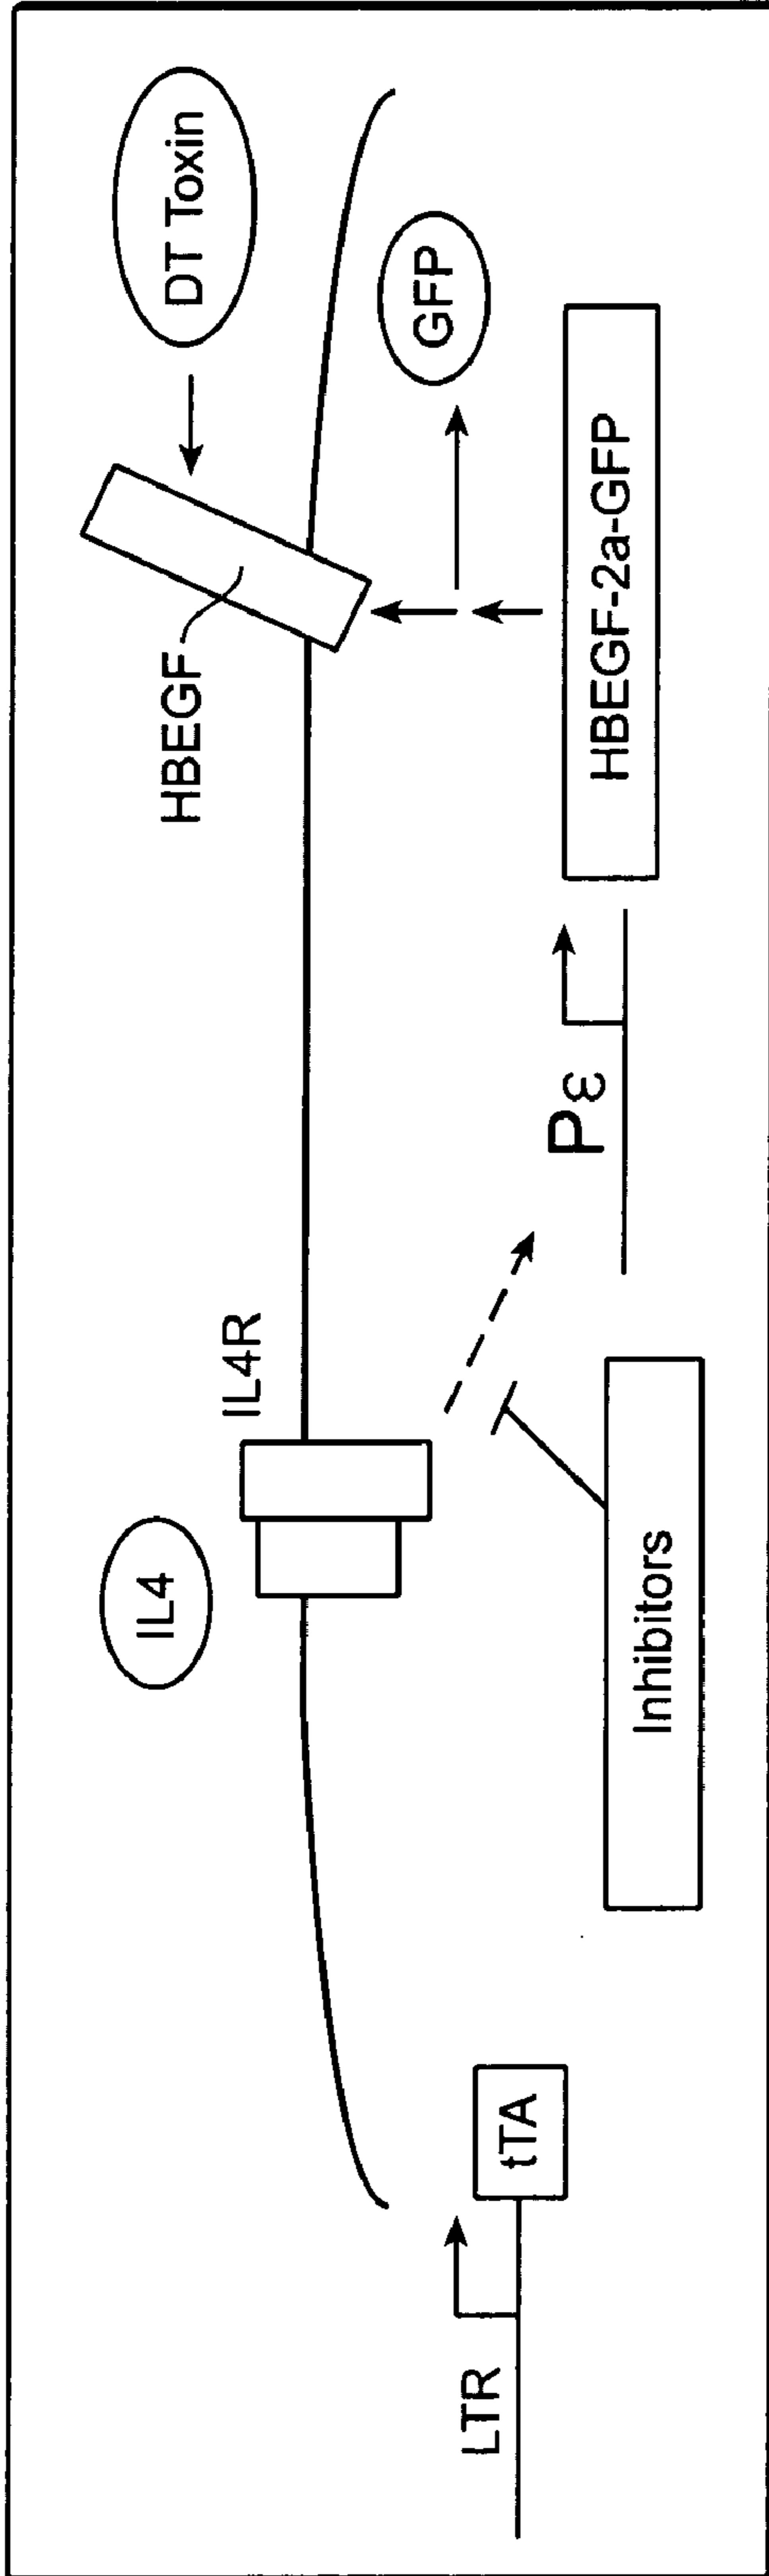 DT Toxin
IL4
IL4R
HBEGF
GFP
LTR
tTA
Inhibitors
Pε
HBEGF-2a-GFP